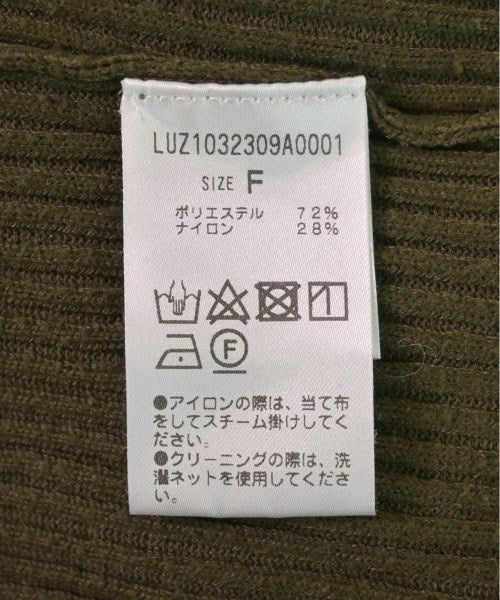 LUZ1032309A0001
SIZE F
ポリエステル 72%
ナイロン 28%
F
●アイロンの際は、当て布
をしてスチーム掛けしてく
ださい。
●クリーニングの際は、洗
濯ネットを使用してくださ
い。